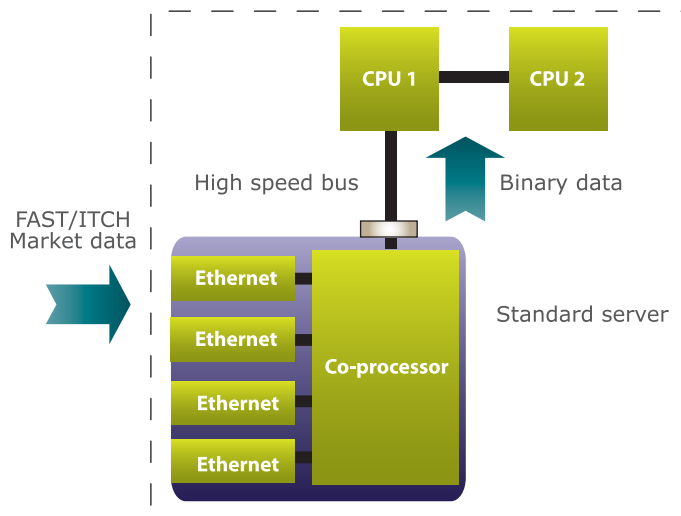 CPU 1
CPU 2
High speed bus
Binary data
FAST/ITCH
Market data
Ethernet
Ethernet
Ethernet
Ethernet
Co-processor
Standard server